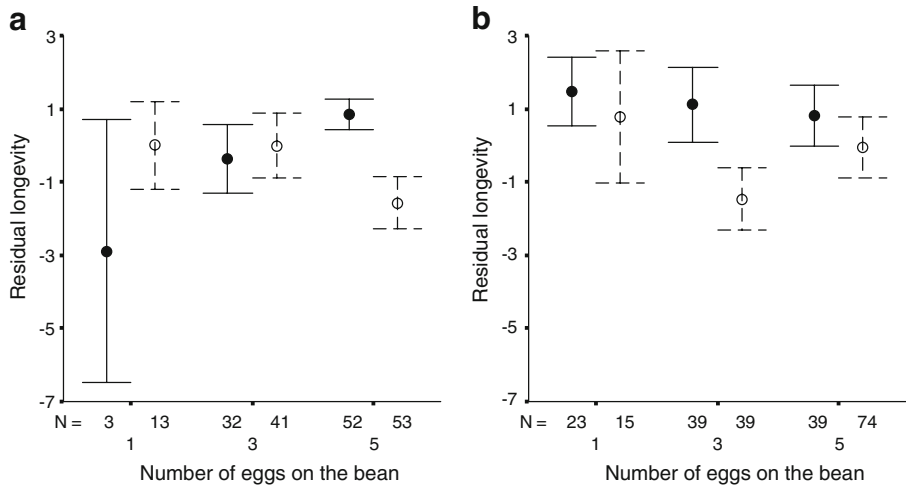 a
3
1
-1
-3
-5
-7
Residual longevity
N = 3 13 32 41 52 53
1 3 5
Number of eggs on the bean
b
3
1
-1
-3
-5
-7
Residual longevity
N = 23 15 39 39 39 74
1 3 5
Number of eggs on the bean